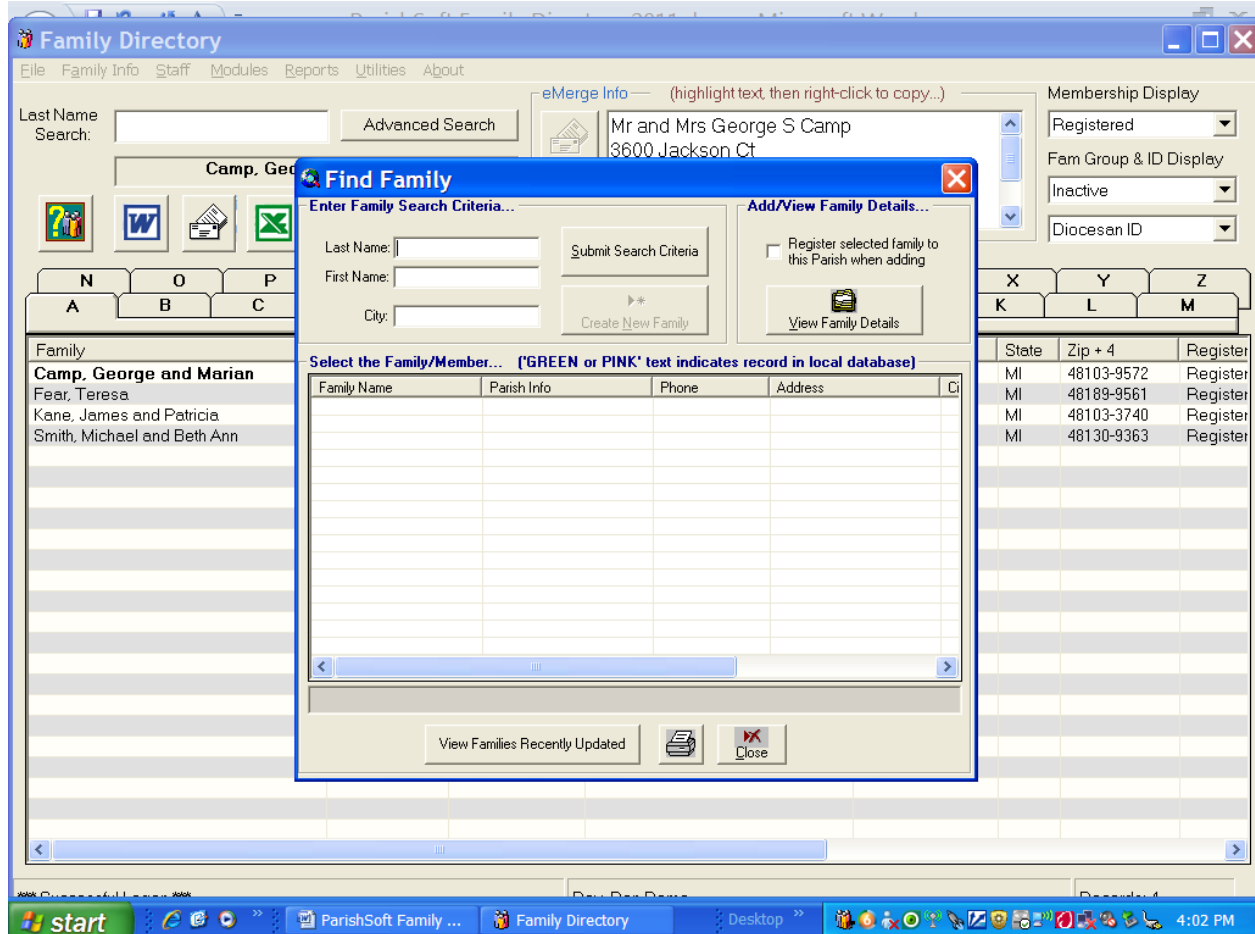 Family Directory
File Family Info Staff Modules Reports Utilities About
eMerge Info (highlight text, then right-click to copy...)
Membership Display
Last Name
Search:
Advanced Search
Mr and Mrs George S Camp
3600 Jackson Ct
Registered
Fam Group & ID Display
Inactive
Diocesan ID
Camp,
Find Family
Enter Family Search Criteria...
Last Name:
First Name:
City:
Submit Search Criteria
Create New Family
Add/View Family Details...
Register selected family to
this Parish when adding
View Family Details
N O P X Y Z
A B C K L M
Family State Zip + 4 Register
Camp, George and Marian MI 48103-9572 Register
Fear, Teresa MI 48189-9561 Register
Kane, James and Patricia MI 48103-3740 Register
Smith, Michael and Beth Ann MI 48130-9363 Register
Select the Family/Member... ('GREEN or PINK' text indicates record in local database)
Family Name Parish Info Phone Address Ci
View Families Recently Updated
Close
start
ParishSoft Family ...
Family Directory
Desktop
4:02 PM